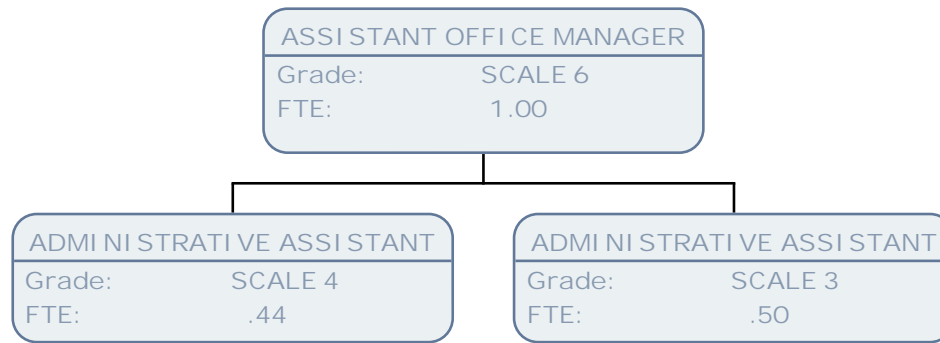 ASSISTANT OFFICE MANAGER
Grade: SCALE 6
FTE: 1.00
ADMINISTRATIVE ASSISTANT
Grade: SCALE 4
FTE: .44
ADMINISTRATIVE ASSISTANT
Grade: SCALE 3
FTE: .50